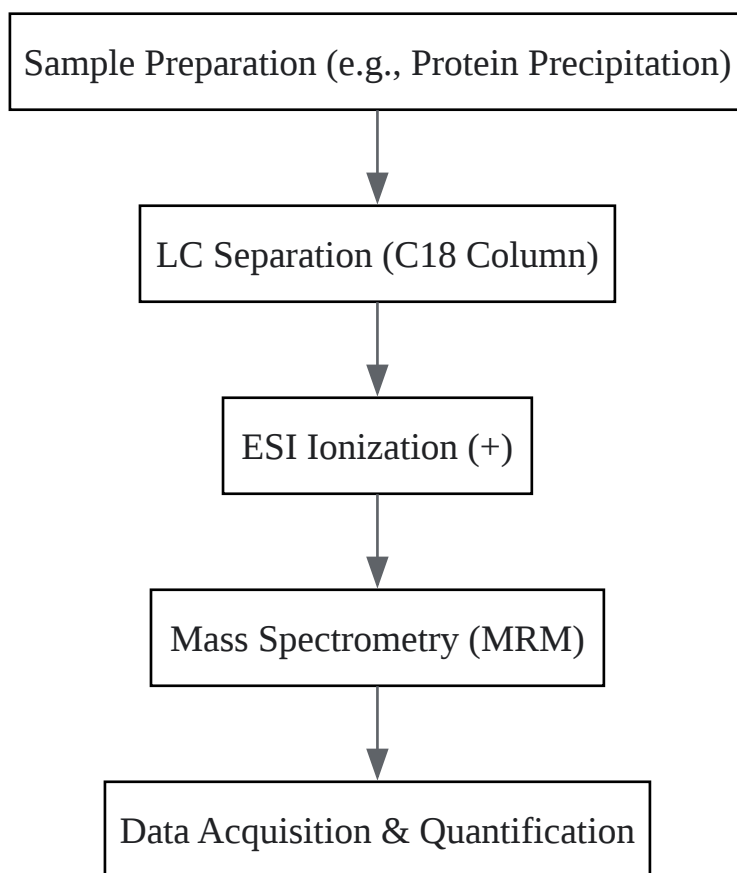 Sample Preparation (e.g., Protein Precipitation)
LC Separation (C18 Column)
ESI Ionization (+)
Mass Spectrometry (MRM)
Data Acquisition & Quantification